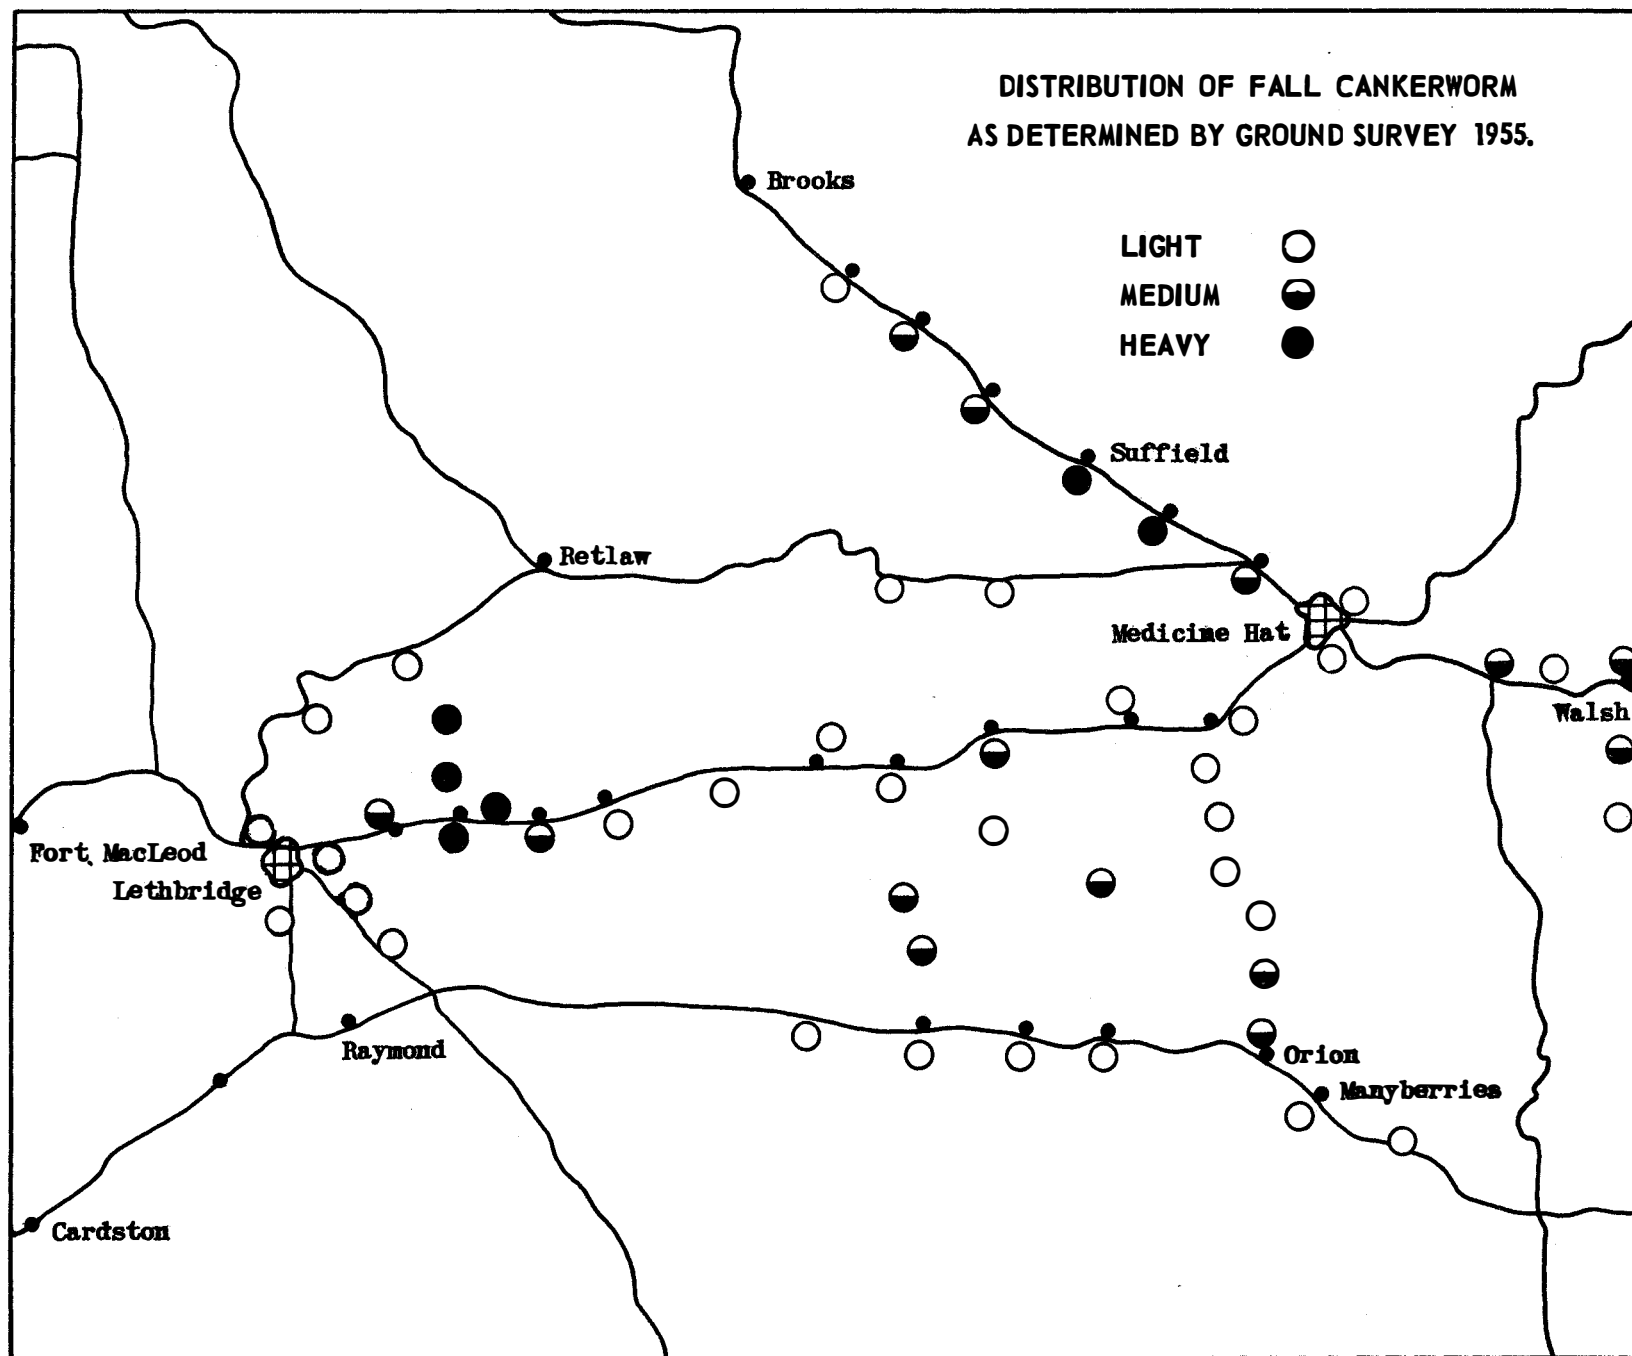 DISTRIBUTION OF FALL CANKERWORM
AS DETERMINED BY GROUND SURVEY 1955.
Brooks
LIGHT
MEDIUM
HEAVY
Suffield
Retlaw
Medicine Hat
Walsh
Fort MacLeod
Lethbridge
Raymond
Orion
Manyberries
Cardston